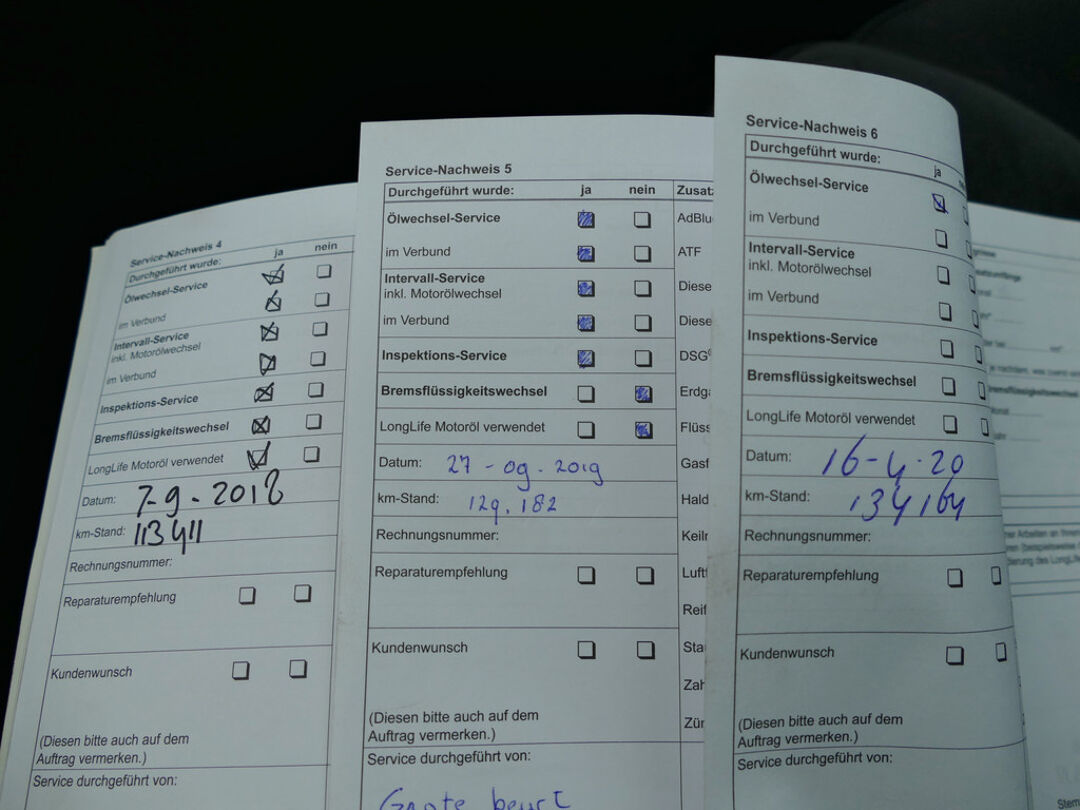 Service-Nachweis 4
Durchgeführt wurde: ja nein
Ölwechsel-Service
im Verbund
Intervall-Service
inkl. Motorölwechsel
im Verbund
Inspektions-Service
Bremsflüssigkeitswechsel
LongLife Motoröl verwendet
Datum: 7-9-2018
km-Stand: 113411
Rechnungsnummer:
Reparaturempfehlung
Kundenwunsch
(Diesen bitte auch auf dem
Auftrag vermerken.)
Service durchgeführt von:
Service-Nachweis 5
Durchgeführt wurde: ja nein
Ölwechsel-Service
im Verbund
Intervall-Service
inkl. Motorölwechsel
im Verbund
Inspektions-Service
Bremsflüssigkeitswechsel
LongLife Motoröl verwendet
Datum: 27-09-2019
km-Stand: 129.182
Rechnungsnummer:
Reparaturempfehlung
Kundenwunsch
(Diesen bitte auch auf dem
Auftrag vermerken.)
Service durchgeführt von:
Groote beurt
Zusat
AdBlu
ATF
Diese
Diese
DSG
Erdga
Flüss
Gasf
Hald
Keilr
Luft
Reif
Sta
Zah
Zür
Service-Nachweis 6
Durchgeführt wurde: ja
Ölwechsel-Service
im Verbund
Intervall-Service
inkl. Motorölwechsel
im Verbund
Inspektions-Service
Bremsflüssigkeitswechsel
LongLife Motoröl verwendet
Datum: 16-4-20
km-Stand: 134164
Rechnungsnummer:
Reparaturempfehlung
Kundenwunsch
(Diesen bitte auch auf dem
Auftrag vermerken.)
Service durchgeführt von: